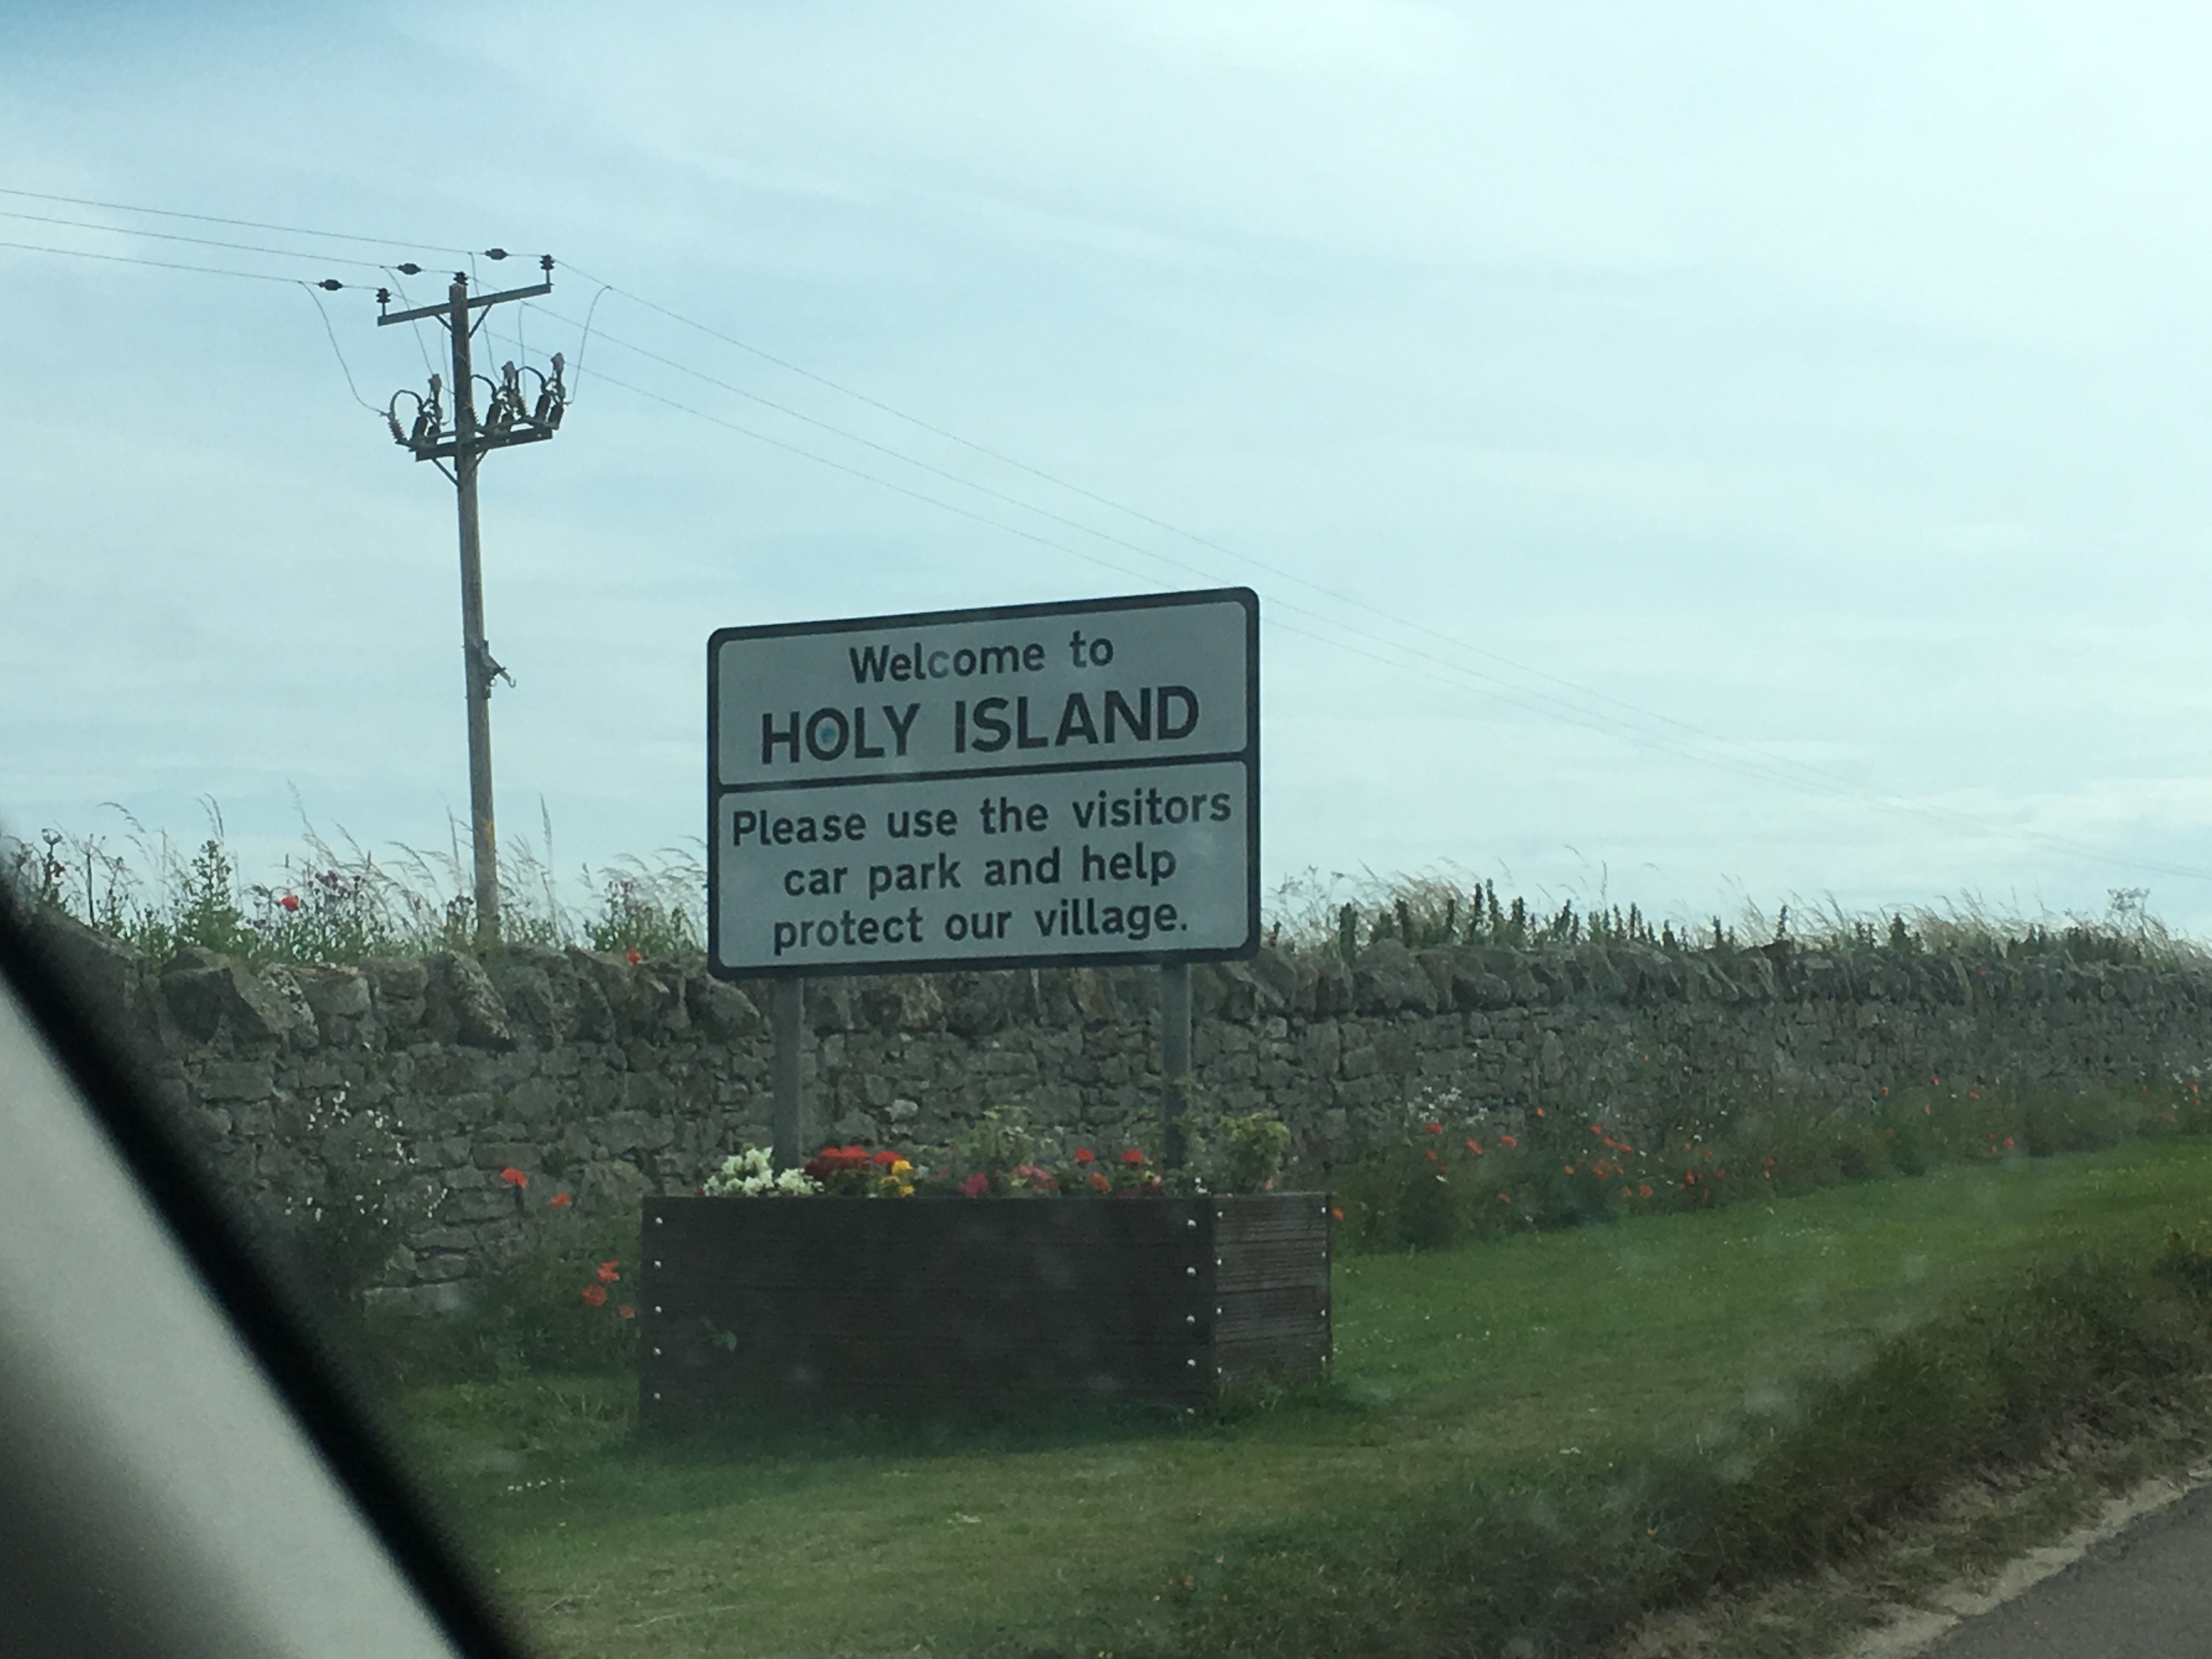 Welcome to
HOLY ISLAND
Please use the visitors
car park and help
protect our village.